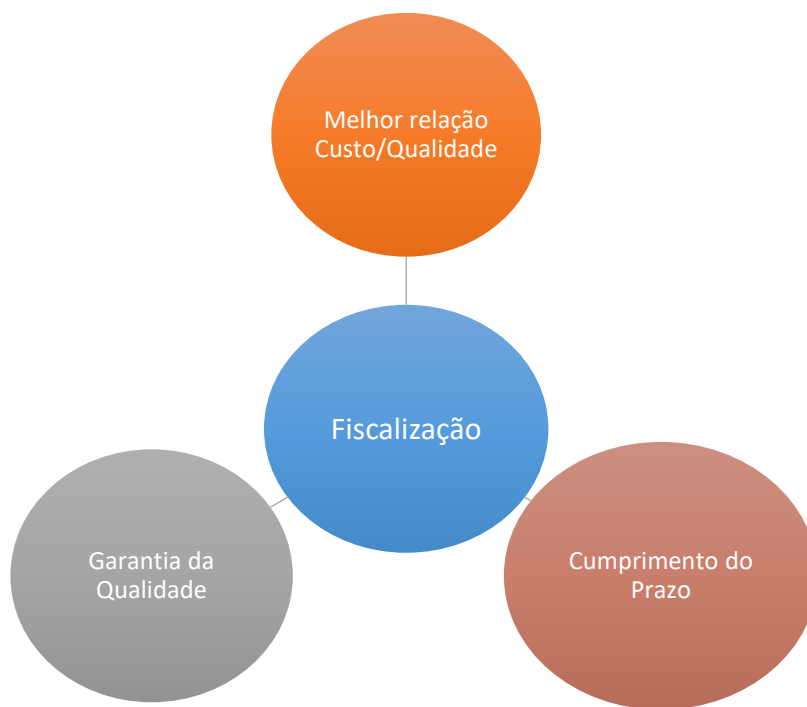 Melhor relação
Custo/Qualidade
Fiscalização
Garantia da
Qualidade
Cumprimento do
Prazo